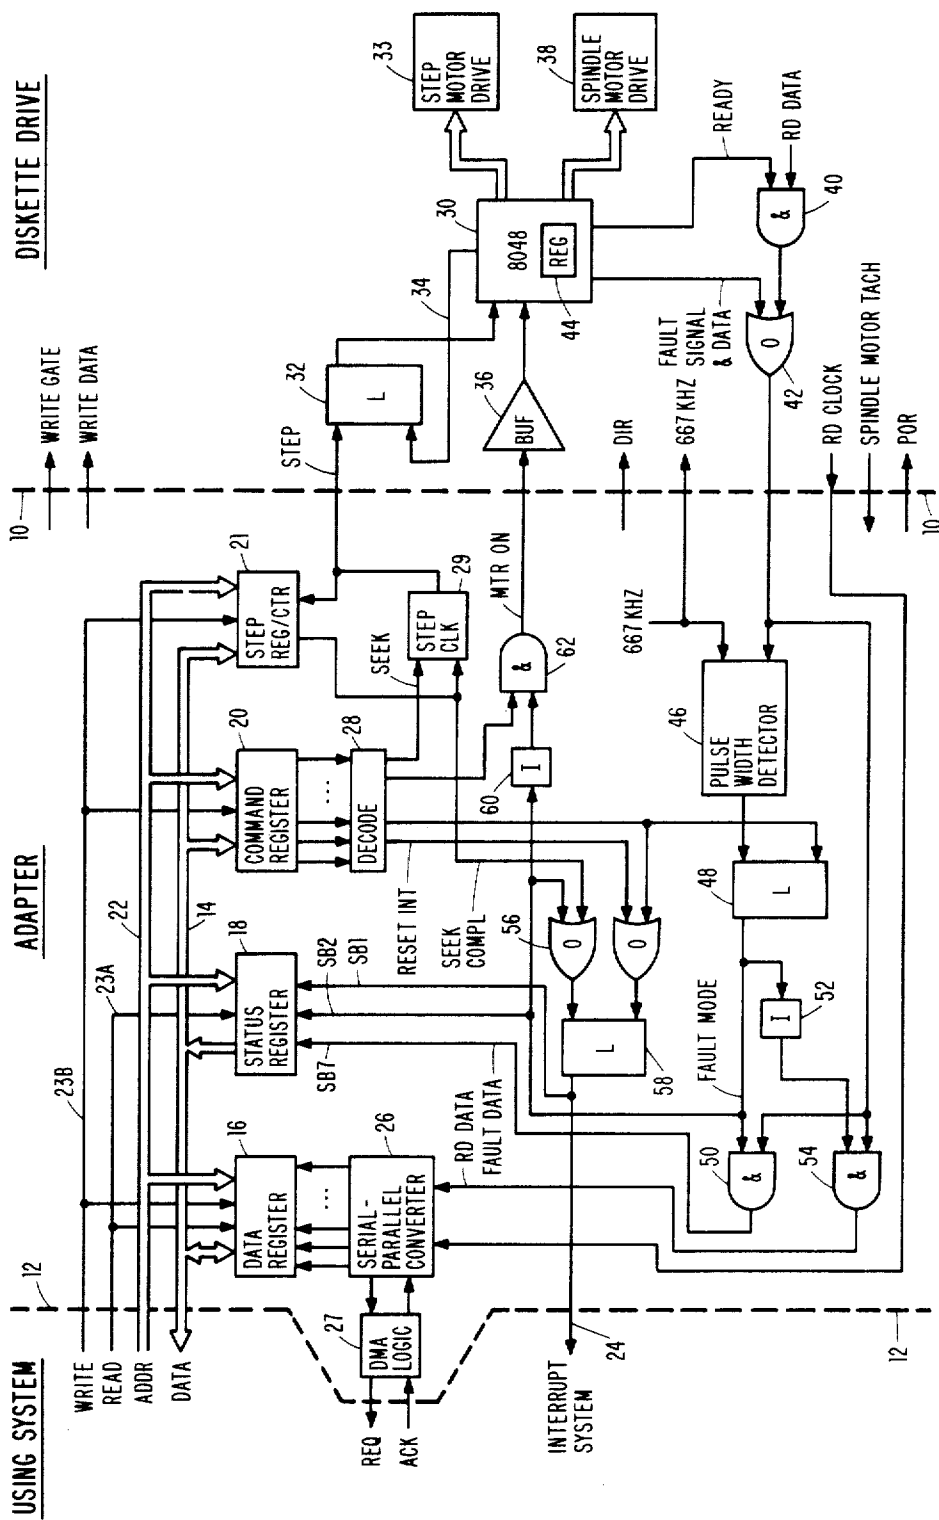 USING SYSTEM
ADAPTER
DISKETTE DRIVE
12
10
WRITE GATE
WRITE DATA
WRITE
READ
ADDR
DATA
23B
23A
22
14
16
DATA
REGISTER
18
STATUS
REGISTER
20
COMMAND
REGISTER
21
STEP
REG/CTR
STEP
32
L
34
30
8048
REG
44
33
STEP
MOTOR
DRIVE
38
SPINDLE
MOTOR
DRIVE
REQ
ACK
27
DMA
LOGIC
26
SERIAL-
PARALLEL
CONVERTER
...
SB7
SB2
SB1
28
DECODE
...
SEEK
29
STEP
CLK
36
BUF
MTR ON
RD DATA
FAULT DATA
RESET INT
SEEK
COMPL
60
I
&
62
INTERRUPT
SYSTEM
24
L
58
56
O
O
DIR
667 KHZ
667 KHZ
FAULT
SIGNAL
& DATA
READY
RD DATA
&
40
O
42
46
PULSE
WIDTH
DETECTOR
48
L
FAULT MODE
I
52
50
&
54
&
RD CLOCK
SPINDLE MOTOR TACH
POR
12
10